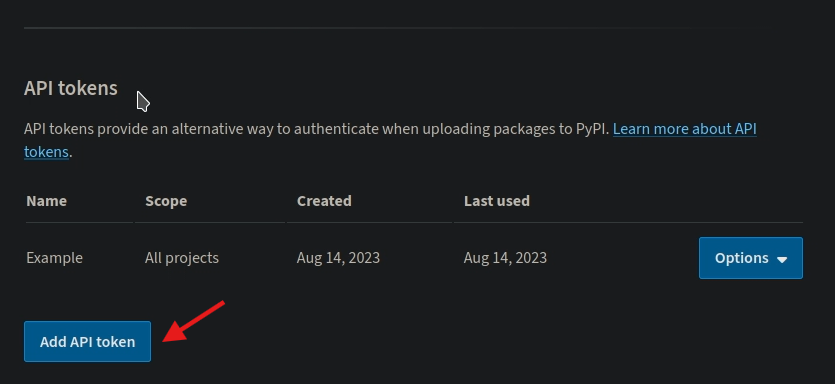 API tokens
API tokens provide an alternative way to authenticate when uploading packages to PyPI. Learn more about API
tokens.
Name Scope Created Last used
Example All projects Aug 14, 2023 Aug 14, 2023 Options
Add API token